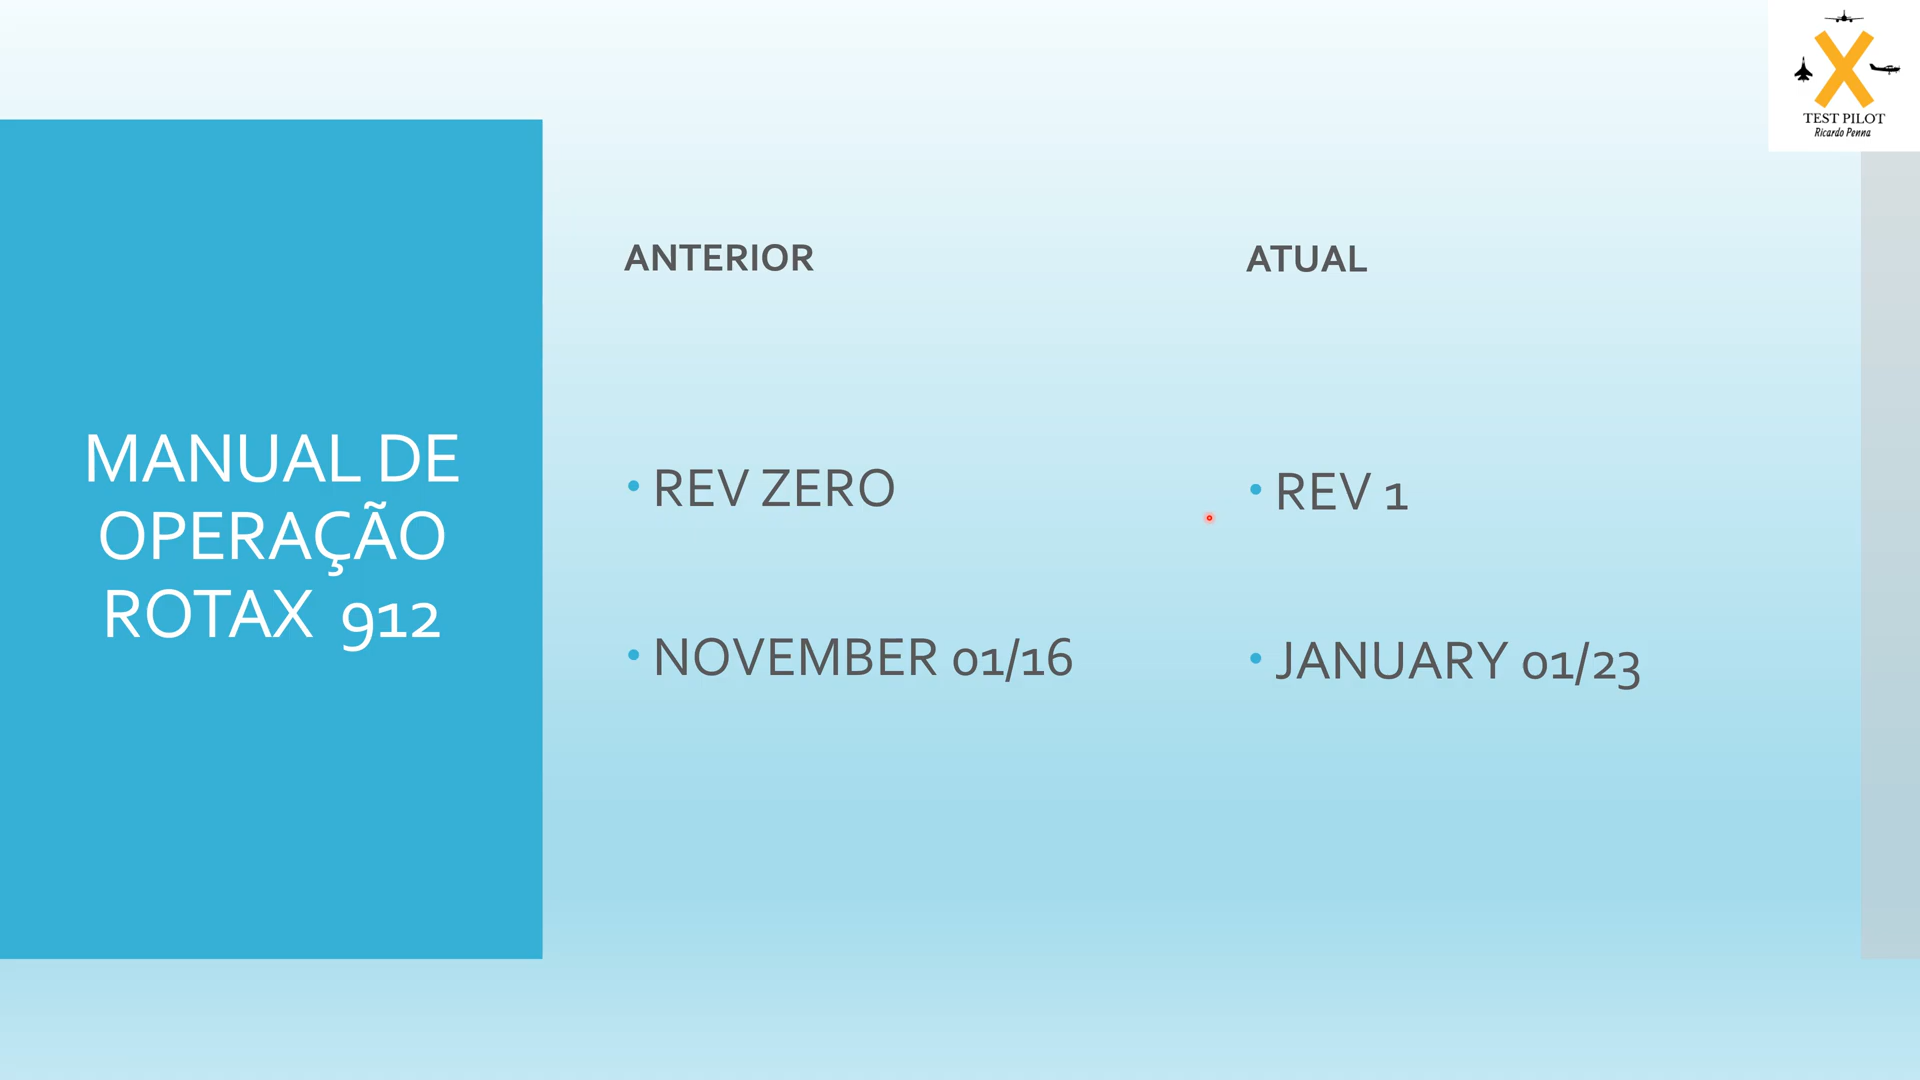 TEST PILOT
Ricardo Penna
MANUAL DE
OPERAÇÃO
ROTAX 912
ANTERIOR
• REV ZERO
• NOVEMBER 01/16
ATUAL
• REV 1
• JANUARY 01/23